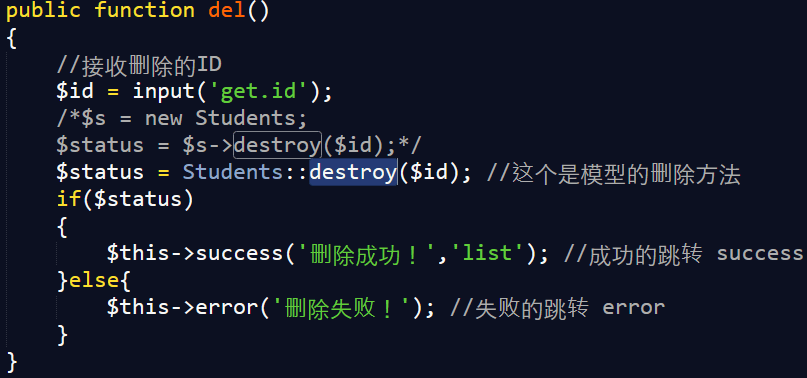 public function del()
{
//接收删除的ID
$id = input('get.id');
/*$s = new Students;
$status = $s->destroy($id);*/
$status = Students::destroy($id); //这个是模型的删除方法
if($status)
{
$this->success('删除成功！','list'); //成功的跳转 success
}else{
$this->error('删除失败！'); //失败的跳转 error
}
}